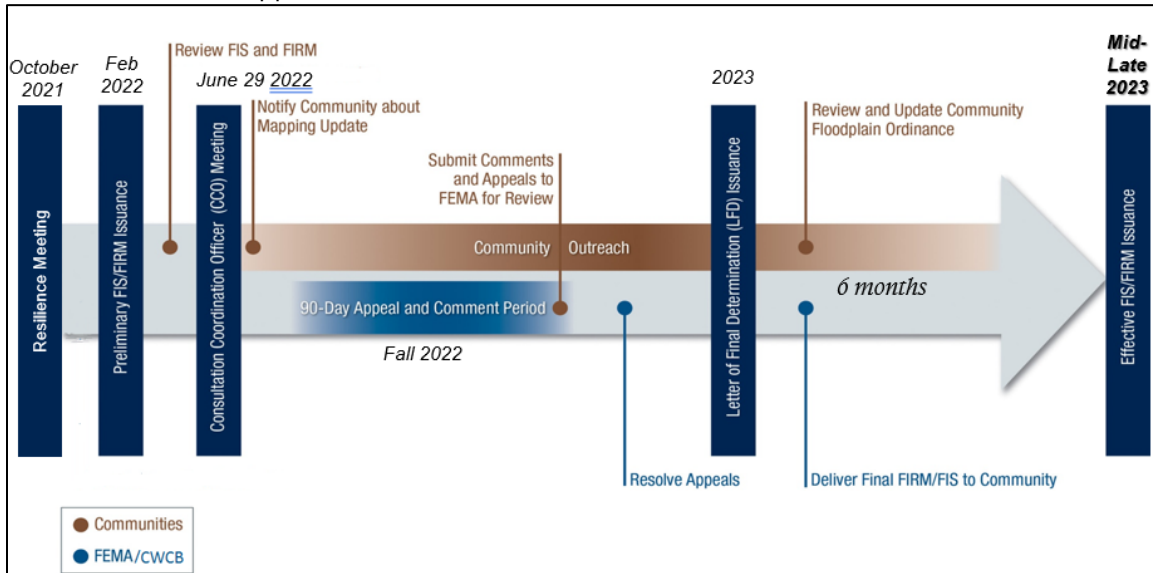 October
2021
Feb
2022
Review FIS and FIRM
June 29 2022
Notify Community about
Mapping Update
Submit Comments
and Appeals to
FEMA for Review
2023
Review and Update Community
Floodplain Ordinance
Mid-
Late
2023
Resilience Meeting
Preliminary FIS/FIRM Issuance
Consultation Coordination Officer (CCO) Meeting
Community Outreach
90-Day Appeal and Comment Period
Fall 2022
Letter of Final Determination (LFD) Issuance
6 months
Effective FIS/FIRM Issuance
Resolve Appeals
Deliver Final FIRM/FIS to Community
Communities
FEMA/CWCB